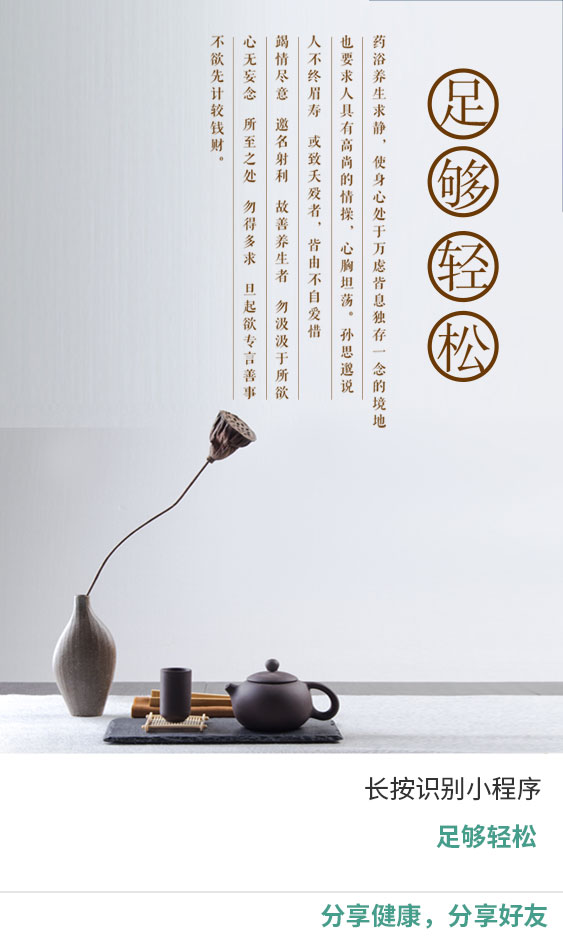 足够轻松
药浴养生求静，使身心处于万虑皆息独存一念的境地
也要求人具有高尚的情操，心胸坦荡。孙思邈说
人不终眉寿　或致夭殁者，皆由不自爱惜
竭情尽意　邀名射利　故善养生者　勿汲汲于所欲
心无妄念　所至之处　勿得多求　旦起欲专言善事
不欲先计较钱财。
长按识别小程序
足够轻松
分享健康，分享好友